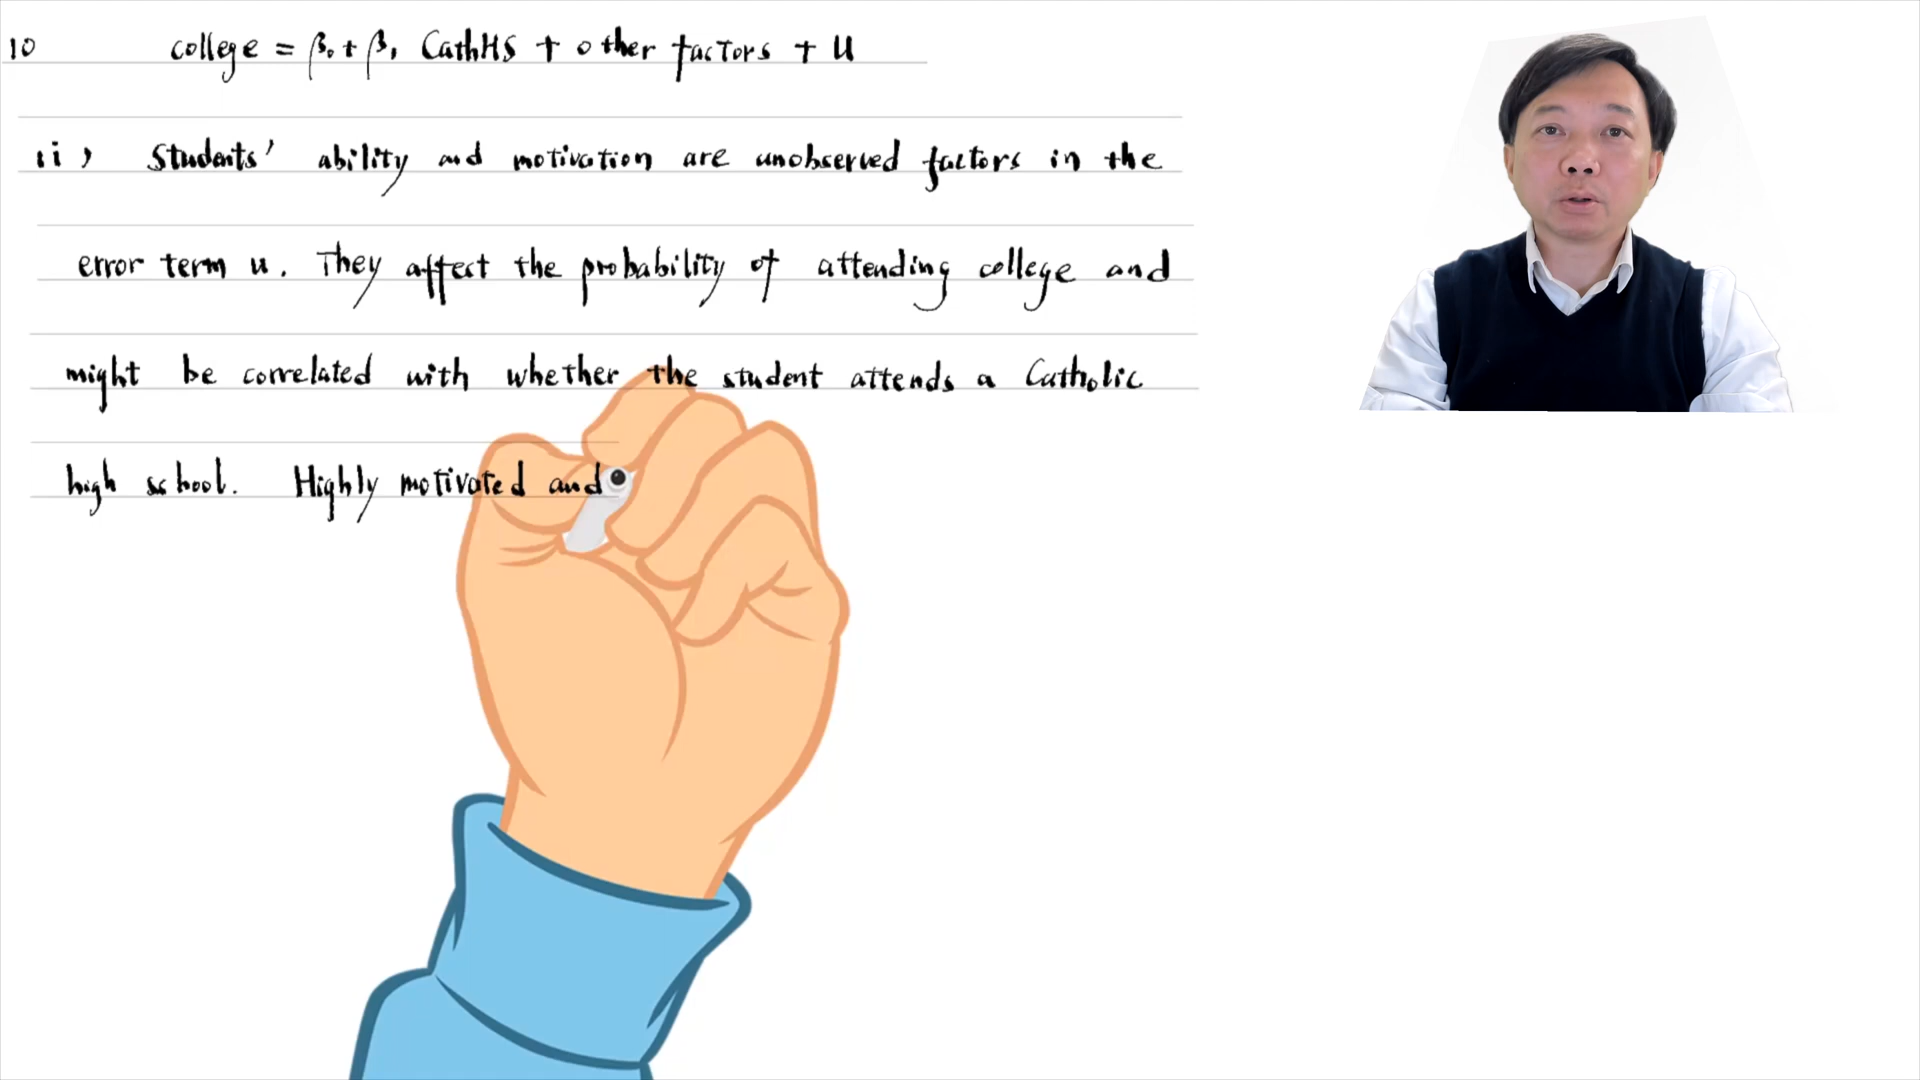 10 college = β₀ + β₁ CathHS + other factors + u
ii) Students' ability and motivation are unobserved factors in the
error term u. They affect the probability of attending college and
might be correlated with whether the student attends a Catholic
high school. Highly motivated and